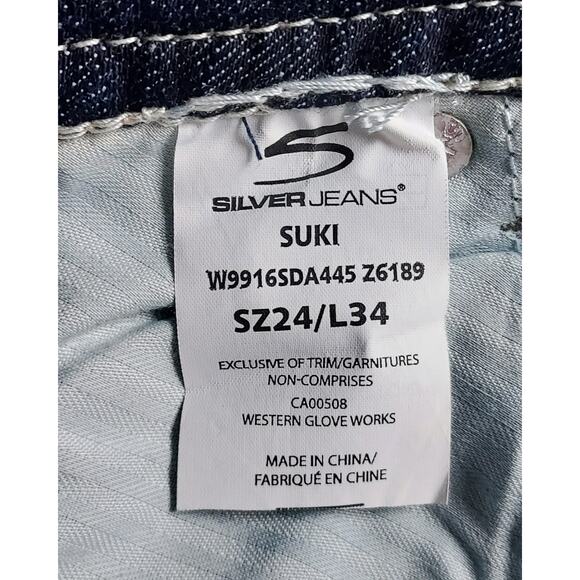 SILVER JEANS®
SUKI
W9916SDA445 Z6189
SZ24/L34
EXCLUSIVE OF TRIM/GARNITURES
NON-COMPRISES
CA00508
WESTERN GLOVE WORKS
MADE IN CHINA/
FABRIQUÉ EN CHINE